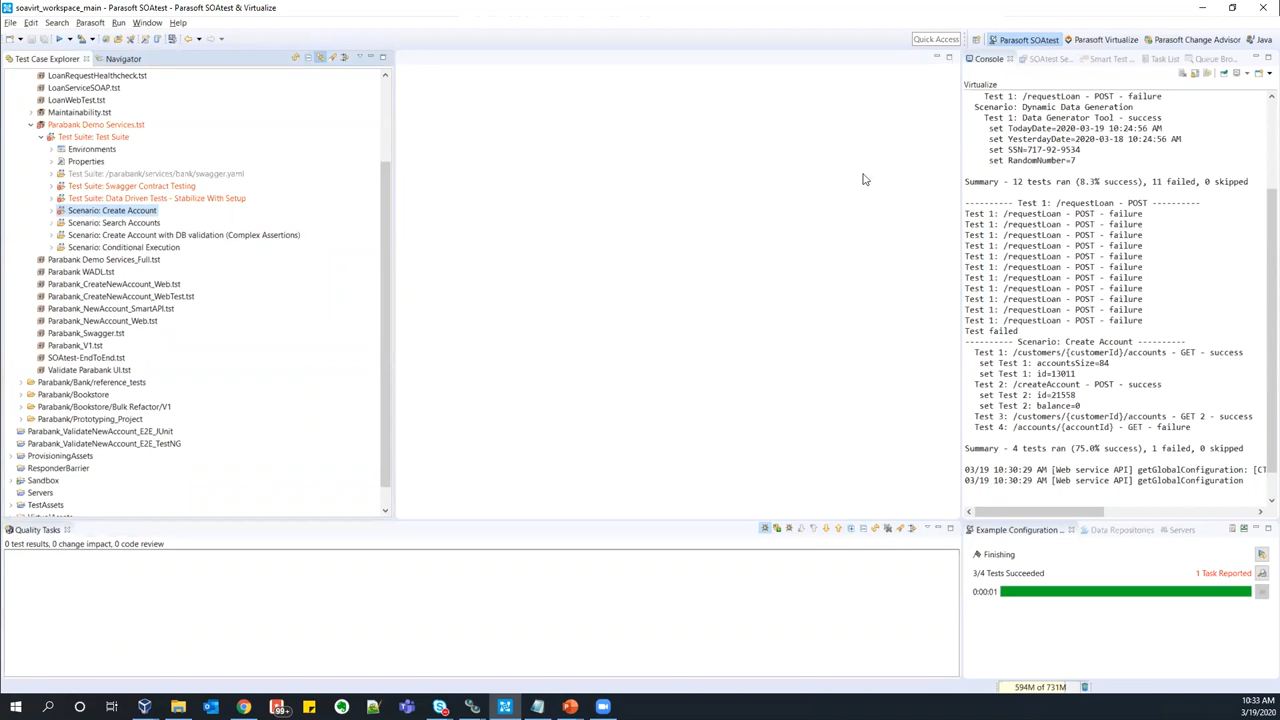 soavirt_workspace_main - Parasoft SOAtest - Parasoft SOAtest & Virtualize
File Edit Search Parasoft Run Window Help
Quick Access
Parasoft SOAtest
Parasoft Virtualize
Parasoft Change Advisor
Java
Test Case Explorer
Navigator
LoanRequestHealthcheck.tst
LoanServiceSOAP.tst
LoanWebTest.tst
Maintainability.tst
Parabank Demo Services.tst
Test Suite: Test Suite
Environments
Properties
Test Suite: /parabank/services/bank/swagger.yaml
Test Suite: Swagger Contract Testing
Test Suite: Data Driven Tests - Stabilize With Setup
Scenario: Create Account
Scenario: Search Accounts
Scenario: Create Account with DB validation (Complex Assertions)
Scenario: Conditional Execution
Parabank Demo Services_Full.tst
Parabank WADL.tst
Parabank_CreateNewAccount_Web.tst
Parabank_CreateNewAccount_WebTest.tst
Parabank_NewAccount_SmartAPI.tst
Parabank_NewAccount_Web.tst
Parabank_Swagger.tst
Parabank_V1.tst
SOAtest-EndToEnd.tst
Validate Parabank UI.tst
Parabank/Bank/reference_tests
Parabank/Bookstore
Parabank/Bookstore/Bulk Refactor/V1
Parabank/Prototyping_Project
Parabank_ValidateNewAccount_E2E_JUnit
Parabank_ValidateNewAccount_E2E_TestNG
ProvisioningAssets
ResponderBarrier
Sandbox
Servers
TestAssets
Console
SOAtest Se...
Smart Test ...
Task List
Queue Bro...
Virtualize
Test 1: /requestLoan - POST - failure
Scenario: Dynamic Data Generation
Test 1: Data Generator Tool - success
set TodayDate=2020-03-19 10:24:56 AM
set YesterdayDate=2020-03-18 10:24:56 AM
set SSN=717-92-9534
set RandomNumber=7
Summary - 12 tests ran (8.3% success), 11 failed, 0 skipped
---------- Test 1: /requestLoan - POST ----------
Test 1: /requestLoan - POST - failure
Test 1: /requestLoan - POST - failure
Test 1: /requestLoan - POST - failure
Test 1: /requestLoan - POST - failure
Test 1: /requestLoan - POST - failure
Test 1: /requestLoan - POST - failure
Test 1: /requestLoan - POST - failure
Test 1: /requestLoan - POST - failure
Test 1: /requestLoan - POST - failure
Test 1: /requestLoan - POST - failure
Test 1: /requestLoan - POST - failure
Test failed
---------- Scenario: Create Account ----------
Test 1: /customers/{customerId}/accounts - GET - success
set Test 1: accountsSize=84
set Test 1: id=13011
Test 2: /createAccount - POST - success
set Test 2: id=21558
set Test 2: balance=0
Test 3: /customers/{customerId}/accounts - GET 2 - success
Test 4: /accounts/{accountId} - GET - failure
Summary - 4 tests ran (75.0% success), 1 failed, 0 skipped
03/19 10:30:29 AM [Web service API] getGlobalConfiguration: [CT
03/19 10:30:29 AM [Web service API] getGlobalConfiguration
Quality Tasks
0 test results, 0 change impact, 0 code review
Example Configuration ...
Data Repositories
Servers
Finishing
3/4 Tests Succeeded
1 Task Reported
0:00:01
594M of 731M
99+
10:33 AM
3/19/2020